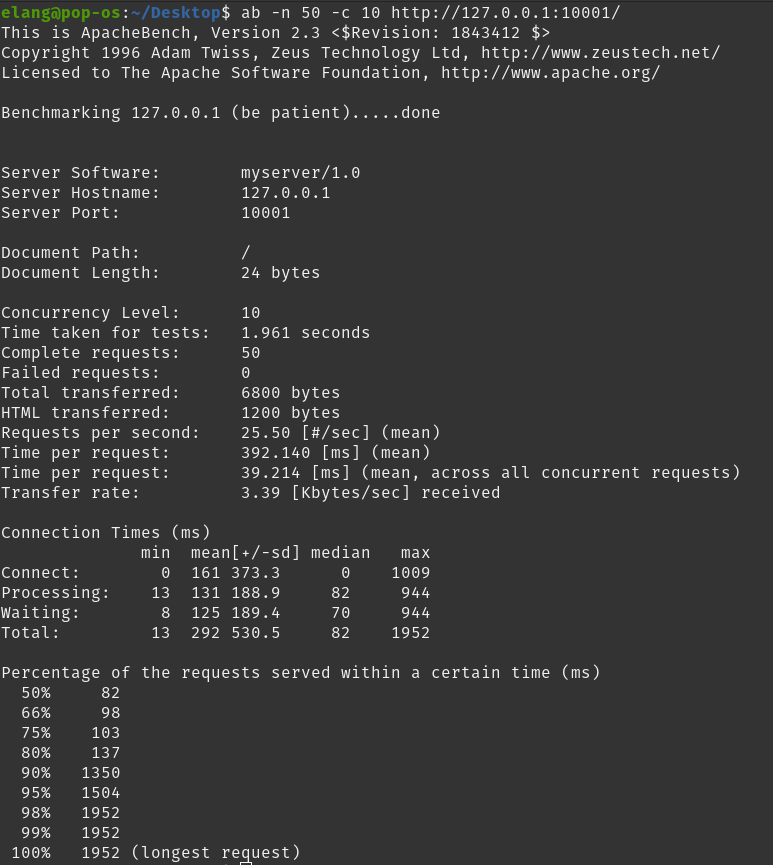 elang@pop-os:~/Desktop$ ab -n 50 -c 10 http://127.0.0.1:10001/
This is ApacheBench, Version 2.3 <$Revision: 1843412 $>
Copyright 1996 Adam Twiss, Zeus Technology Ltd, http://www.zeustech.net/
Licensed to The Apache Software Foundation, http://www.apache.org/

Benchmarking 127.0.0.1 (be patient).....done


Server Software:        myserver/1.0
Server Hostname:        127.0.0.1
Server Port:            10001

Document Path:          /
Document Length:        24 bytes

Concurrency Level:      10
Time taken for tests:   1.961 seconds
Complete requests:      50
Failed requests:        0
Total transferred:      6800 bytes
HTML transferred:       1200 bytes
Requests per second:    25.50 [#/sec] (mean)
Time per request:       392.140 [ms] (mean)
Time per request:       39.214 [ms] (mean, across all concurrent requests)
Transfer rate:          3.39 [Kbytes/sec] received

Connection Times (ms)
              min  mean[+/-sd] median   max
Connect:        0  161 373.3      0    1009
Processing:    13  131 188.9     82     944
Waiting:        8  125 189.4     70     944
Total:         13  292 530.5     82    1952

Percentage of the requests served within a certain time (ms)
  50%     82
  66%     98
  75%    103
  80%    137
  90%   1350
  95%   1504
  98%   1952
  99%   1952
 100%   1952 (longest request)